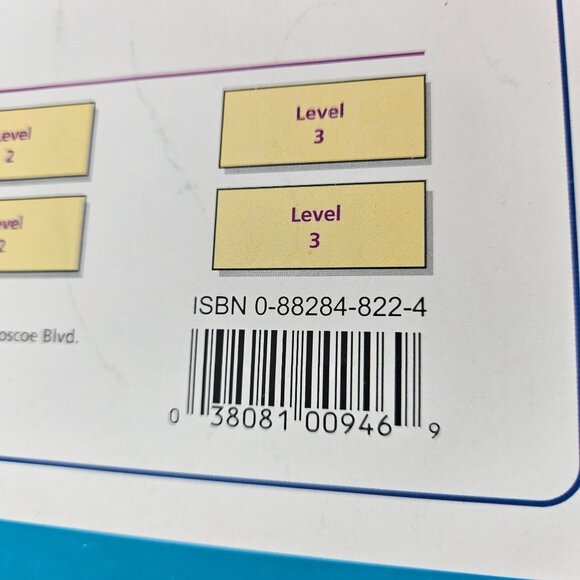 Level Level
2 3
Level Level
2 3
ISBN 0-88284-822-4
oscoe Blvd.
0 38081 00946 9